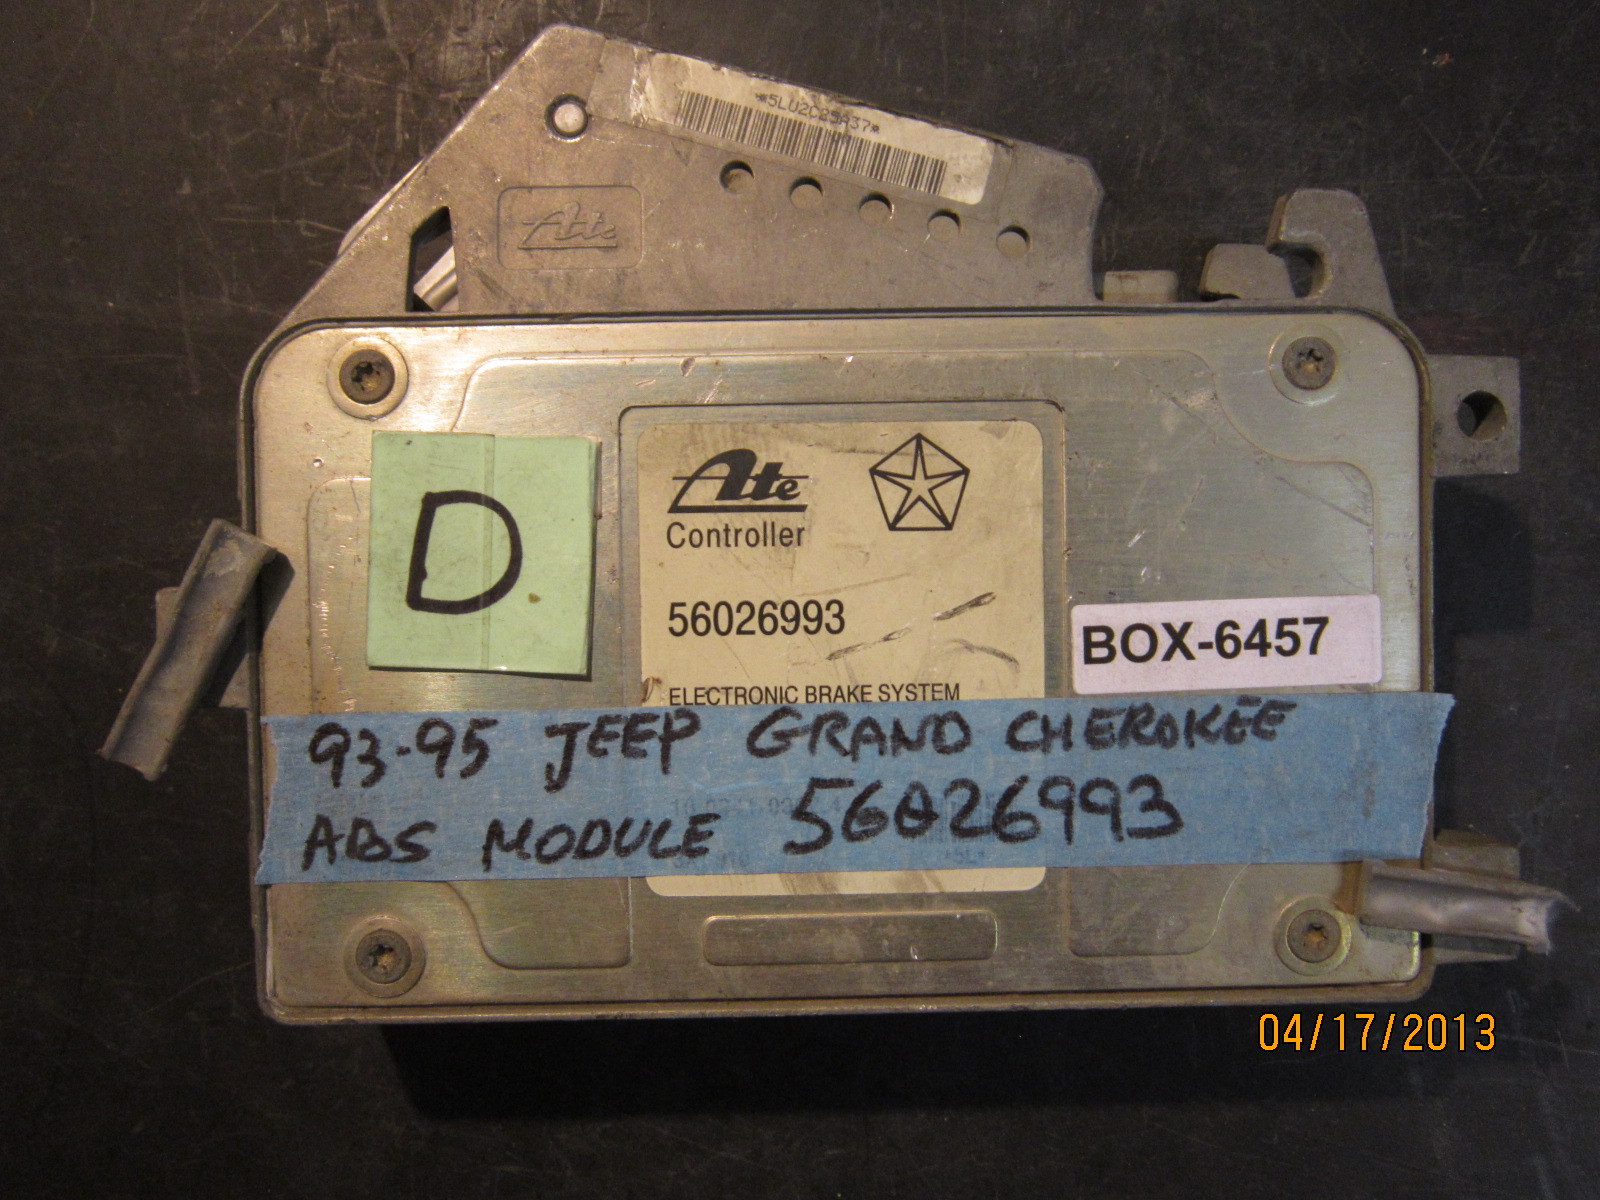 *5LU2C25A37*
Ate
Ate
Controller
56026993
D
BOX-6457
ELECTRONIC BRAKE SYSTEM
93-95 JEEP GRAND CHEROKEE
ABS MODULE 56026993
04/17/2013